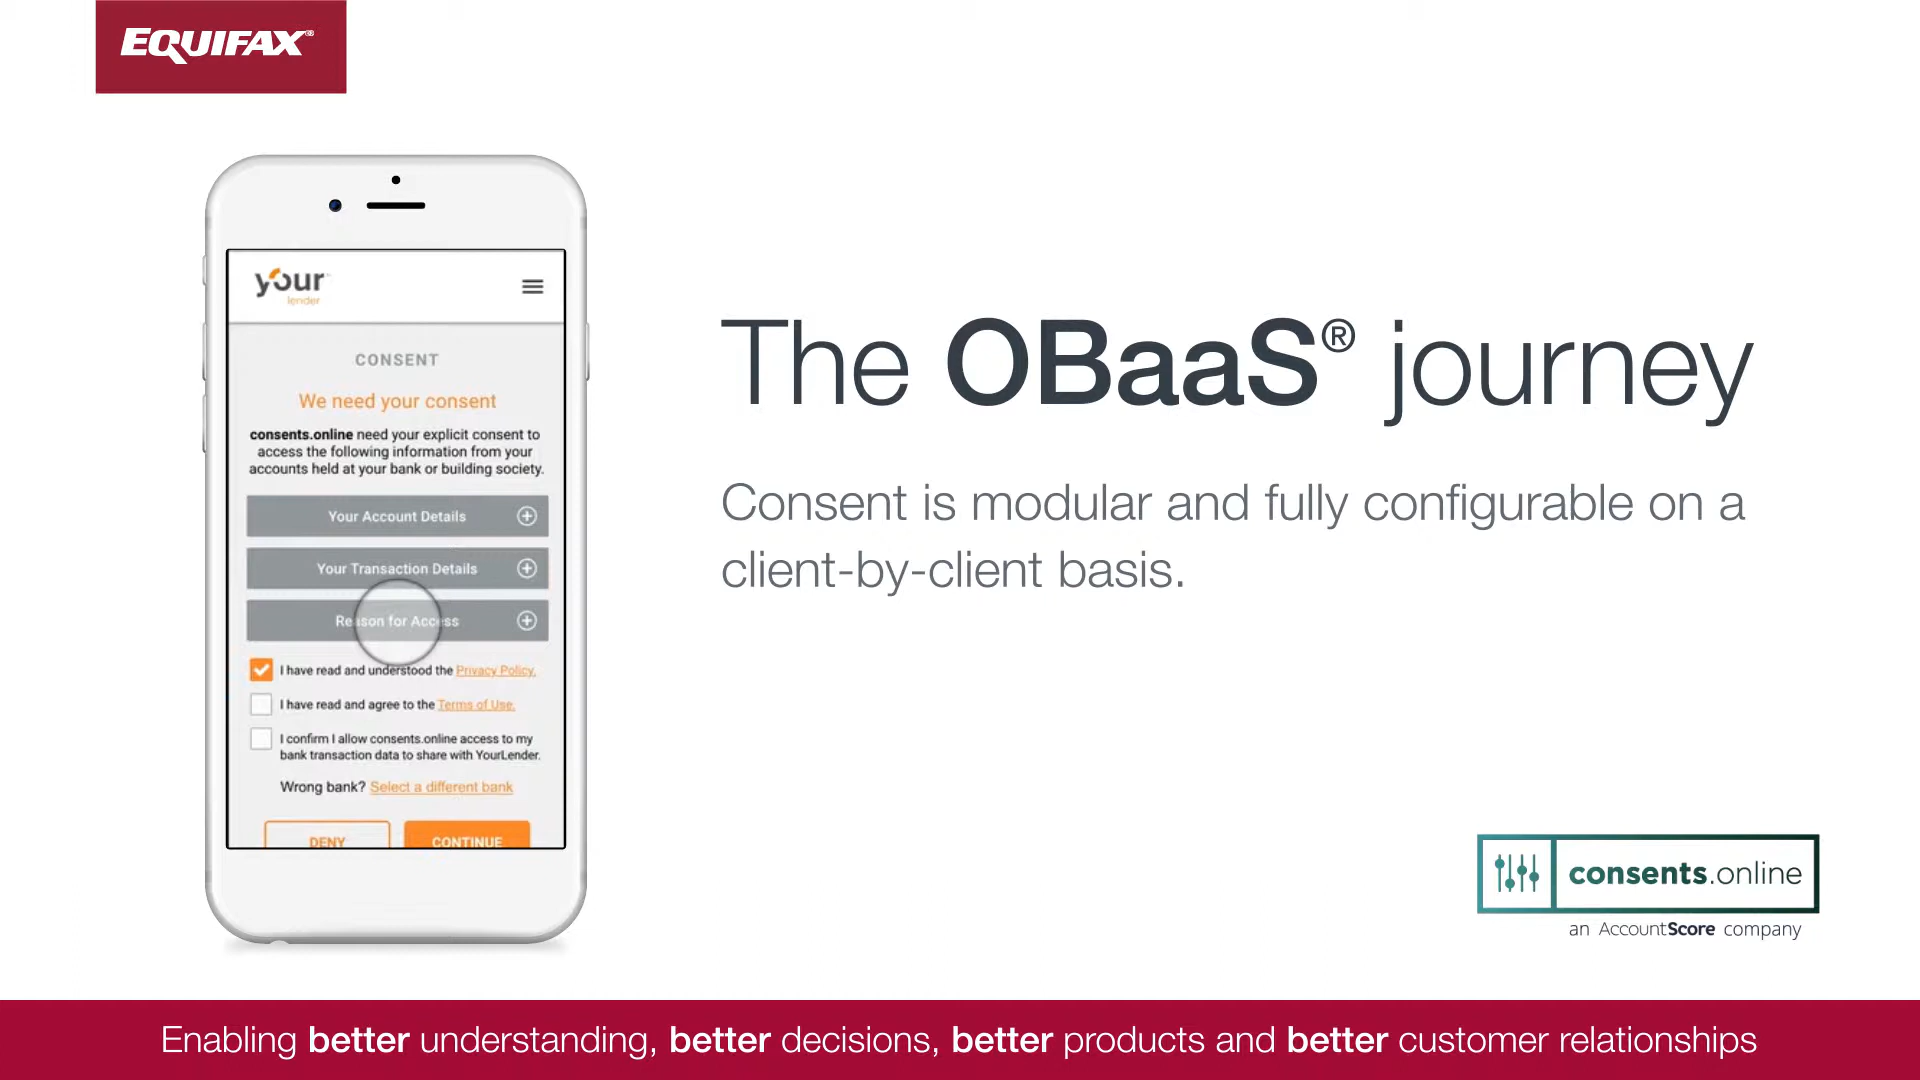 EQUIFAX®
your
lender
CONSENT
We need your consent
consents.online need your explicit consent to
access the following information from your
accounts held at your bank or building society.
Your Account Details
Your Transaction Details
Reason for Access
I have read and understood the Privacy Policy.
I have read and agree to the Terms of Use.
I confirm I allow consents.online access to my
bank transaction data to share with YourLender.
Wrong bank? Select a different bank
DENY CONTINUE
The OBaaS® journey
Consent is modular and fully configurable on a
client-by-client basis.
consents.online
an AccountScore company
Enabling better understanding, better decisions, better products and better customer relationships